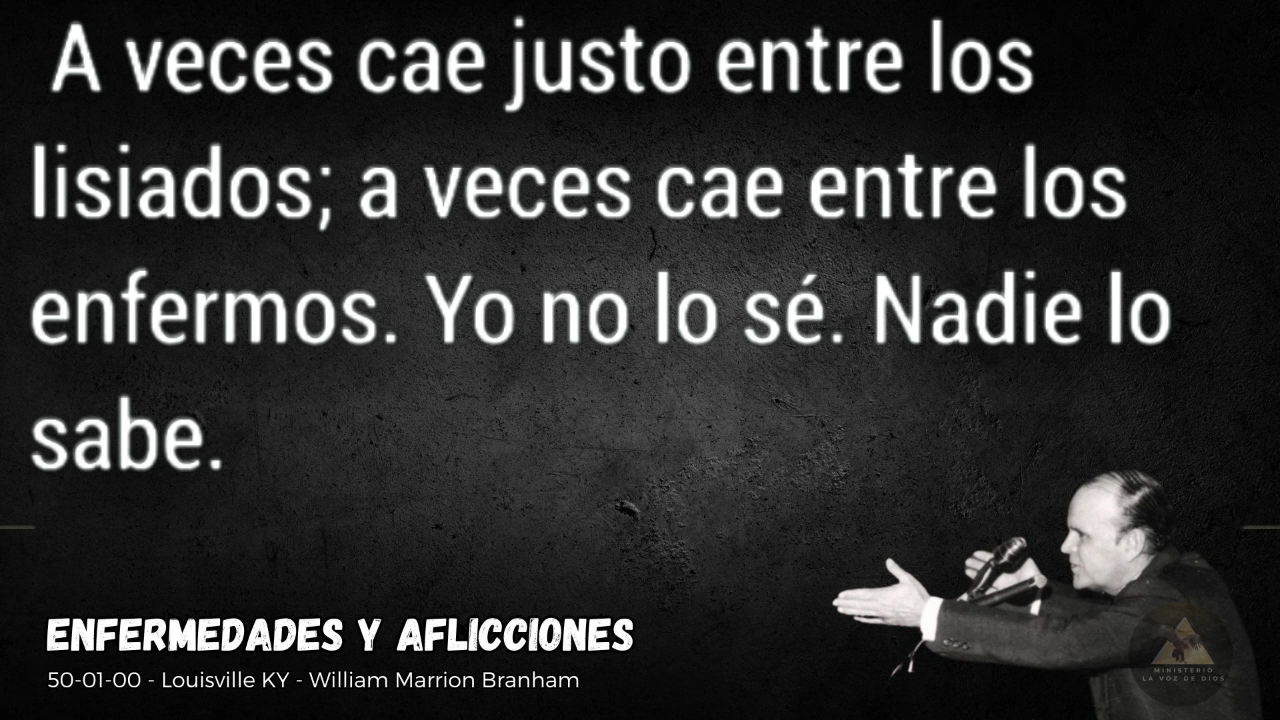 A veces cae justo entre los
lisiados; a veces cae entre los
enfermos. Yo no lo sé. Nadie lo
sabe.
ENFERMEDADES Y AFLICCIONES
50-01-00 - Louisville KY - William Marrion Branham
MINISTERIO
LA VOZ DE DIOS